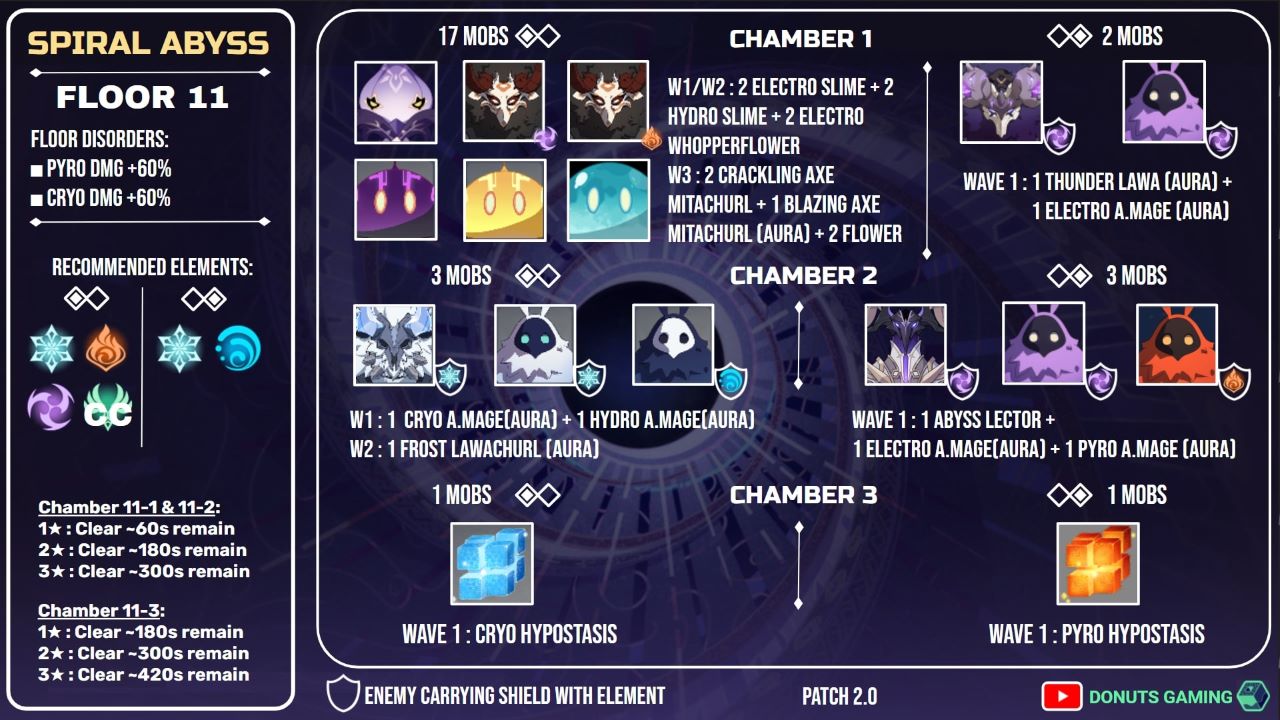 SPIRAL ABYSS
FLOOR 11
FLOOR DISORDERS:
■ PYRO DMG +60%
■ CRYO DMG +60%
RECOMMENDED ELEMENTS:
CC
Chamber 11-1 & 11-2:
1★ : Clear ~60s remain
2★ : Clear ~180s remain
3★ : Clear ~300s remain
Chamber 11-3:
1★ : Clear ~180s remain
2★ : Clear ~300s remain
3★ : Clear ~420s remain
17 MOBS
CHAMBER 1
2 MOBS
W1/W2 : 2 ELECTRO SLIME + 2
HYDRO SLIME + 2 ELECTRO
WHOPPERFLOWER
W3 : 2 CRACKLING AXE
MITACHURL + 1 BLAZING AXE
MITACHURL (AURA) + 2 FLOWER
WAVE 1 : 1 THUNDER LAWA (AURA) +
1 ELECTRO A.MAGE (AURA)
3 MOBS
CHAMBER 2
3 MOBS
W1 : 1 CRYO A.MAGE(AURA) + 1 HYDRO A.MAGE(AURA)
W2 : 1 FROST LAWACHURL (AURA)
WAVE 1 : 1 ABYSS LECTOR +
1 ELECTRO A.MAGE(AURA) + 1 PYRO A.MAGE (AURA)
1 MOBS
CHAMBER 3
1 MOBS
WAVE 1 : CRYO HYPOSTASIS
WAVE 1 : PYRO HYPOSTASIS
ENEMY CARRYING SHIELD WITH ELEMENT
PATCH 2.0
DONUTS GAMING